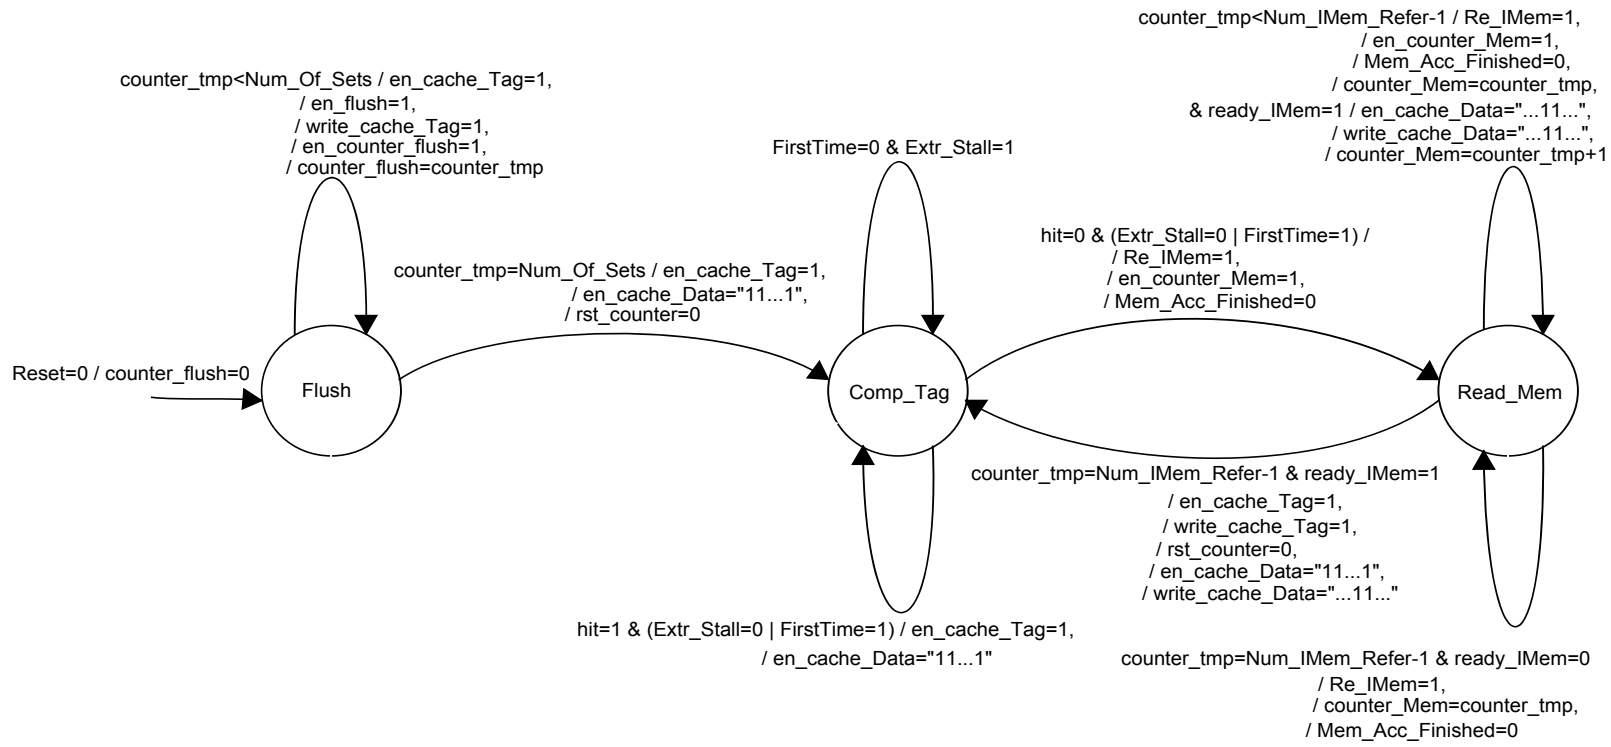 counter_tmp<Num_IMem_Refer-1 / Re_IMem=1,
/ en_counter_Mem=1,
/ Mem_Acc_Finished=0,
/ counter_Mem=counter_tmp,
& ready_IMem=1 / en_cache_Data="...11...",
/ write_cache_Data="...11...",
/ counter_Mem=counter_tmp+1
counter_tmp<Num_Of_Sets / en_cache_Tag=1,
/ en_flush=1,
/ write_cache_Tag=1,
/ en_counter_flush=1,
/ counter_flush=counter_tmp
FirstTime=0 & Extr_Stall=1
hit=0 & (Extr_Stall=0 | FirstTime=1) /
/ Re_IMem=1,
/ en_counter_Mem=1,
/ Mem_Acc_Finished=0
counter_tmp=Num_Of_Sets / en_cache_Tag=1,
/ en_cache_Data="11...1",
/ rst_counter=0
Reset=0 / counter_flush=0
Flush
Comp_Tag
Read_Mem
counter_tmp=Num_IMem_Refer-1 & ready_IMem=1
/ en_cache_Tag=1,
/ write_cache_Tag=1,
/ rst_counter=0,
/ en_cache_Data="11...1",
/ write_cache_Data="...11..."
hit=1 & (Extr_Stall=0 | FirstTime=1) / en_cache_Tag=1,
/ en_cache_Data="11...1"
counter_tmp=Num_IMem_Refer-1 & ready_IMem=0
/ Re_IMem=1,
/ counter_Mem=counter_tmp,
/ Mem_Acc_Finished=0